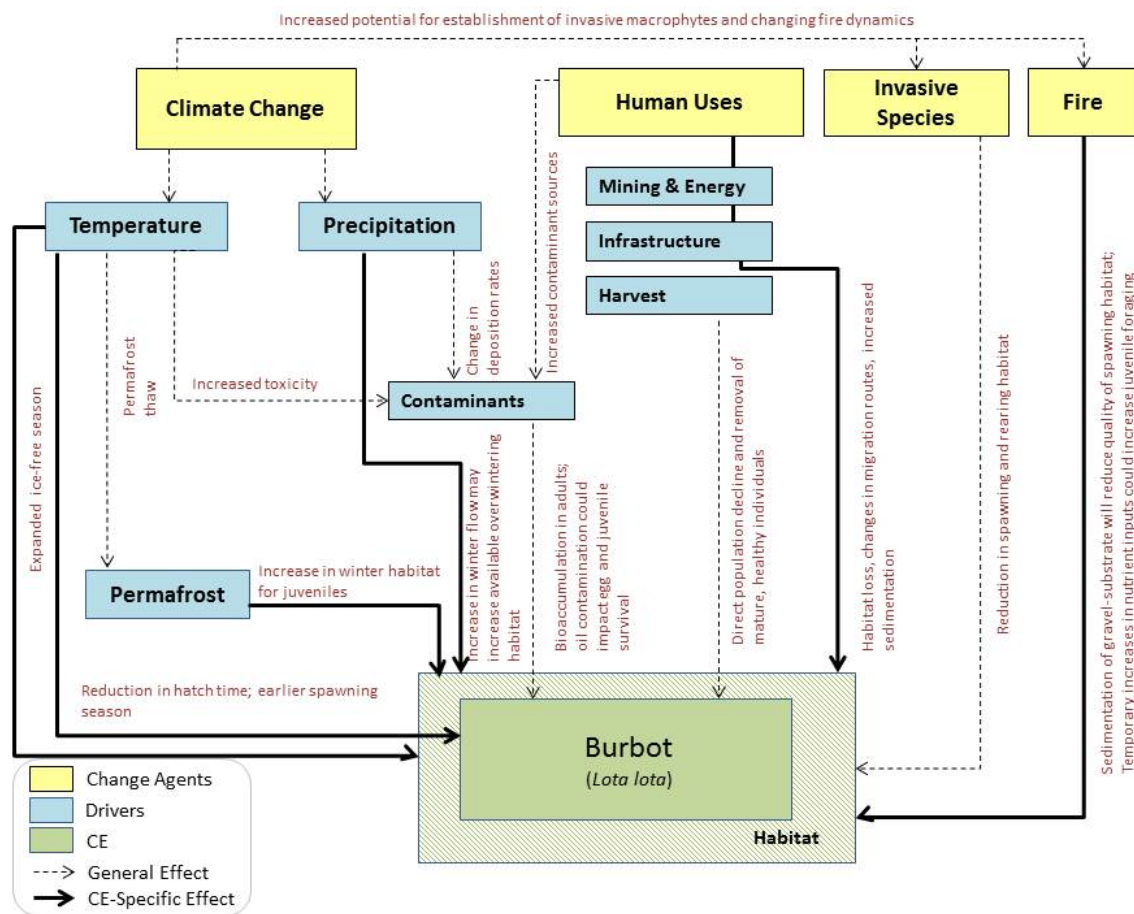 Increased potential for establishment of invasive macrophytes and changing fire dynamics
Climate Change
Human Uses
Invasive
Species
Fire
Mining & Energy
Infrastructure
Harvest
Temperature
Precipitation
Increased contaminant sources
Change in
deposition rates
Permafrost
thaw
Increased toxicity
Contaminants
Expanded ice-free season
Permafrost
Increase in winter habitat
for juveniles
Increase in winter flow may
increase available overwintering
habitat
Bioaccumulation in adults;
oil contamination could
impact egg and juvenile
survival
Direct population decline and removal of
mature, healthy individuals
Habitat loss, changes in migration routes, increased
sedimentation
Reduction in spawning and rearing habitat
Sedimentation of gravel-substrate will reduce quality of spawning habitat;
Temporary increases in nutrient inputs could increase juvenile foraging
Reduction in hatch time; earlier spawning
season
Burbot
(Lota lota)
Habitat
Change Agents
Drivers
CE
General Effect
CE-Specific Effect